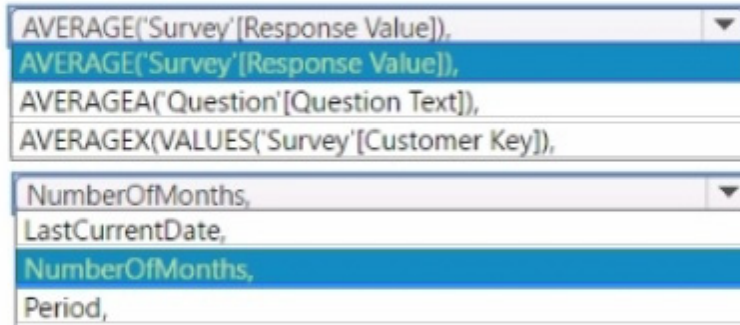 AVERAGE('Survey'[Response Value]),
AVERAGE('Survey'[Response Value]),
AVERAGEA('Question'[Question Text]),
AVERAGEX(VALUES('Survey'[Customer Key]),
NumberOfMonths,
LastCurrentDate,
NumberOfMonths,
Period,